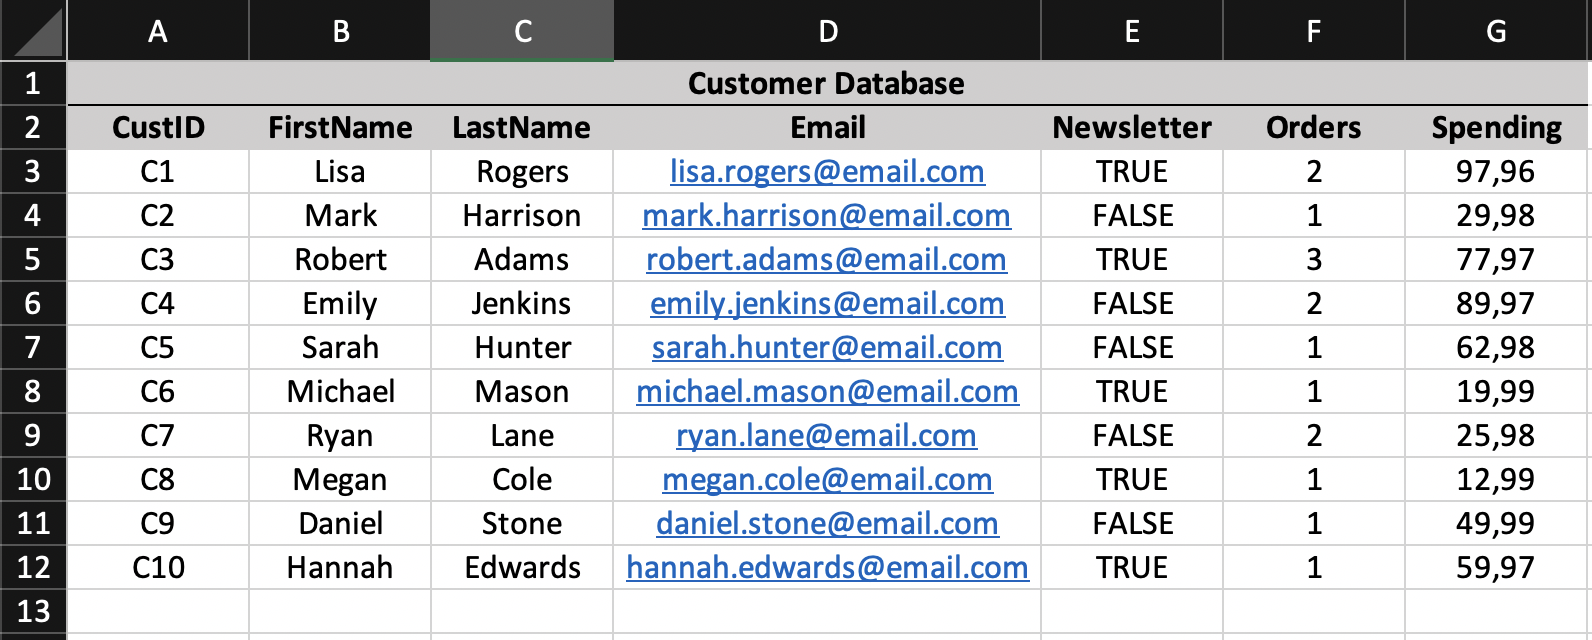 A B C D E F G
1 Customer Database
2 CustID FirstName LastName Email Newsletter Orders Spending
3 C1 Lisa Rogers lisa.rogers@email.com TRUE 2 97,96
4 C2 Mark Harrison mark.harrison@email.com FALSE 1 29,98
5 C3 Robert Adams robert.adams@email.com TRUE 3 77,97
6 C4 Emily Jenkins emily.jenkins@email.com FALSE 2 89,97
7 C5 Sarah Hunter sarah.hunter@email.com FALSE 1 62,98
8 C6 Michael Mason michael.mason@email.com TRUE 1 19,99
9 C7 Ryan Lane ryan.lane@email.com FALSE 2 25,98
10 C8 Megan Cole megan.cole@email.com TRUE 1 12,99
11 C9 Daniel Stone daniel.stone@email.com FALSE 1 49,99
12 C10 Hannah Edwards hannah.edwards@email.com TRUE 1 59,97
13